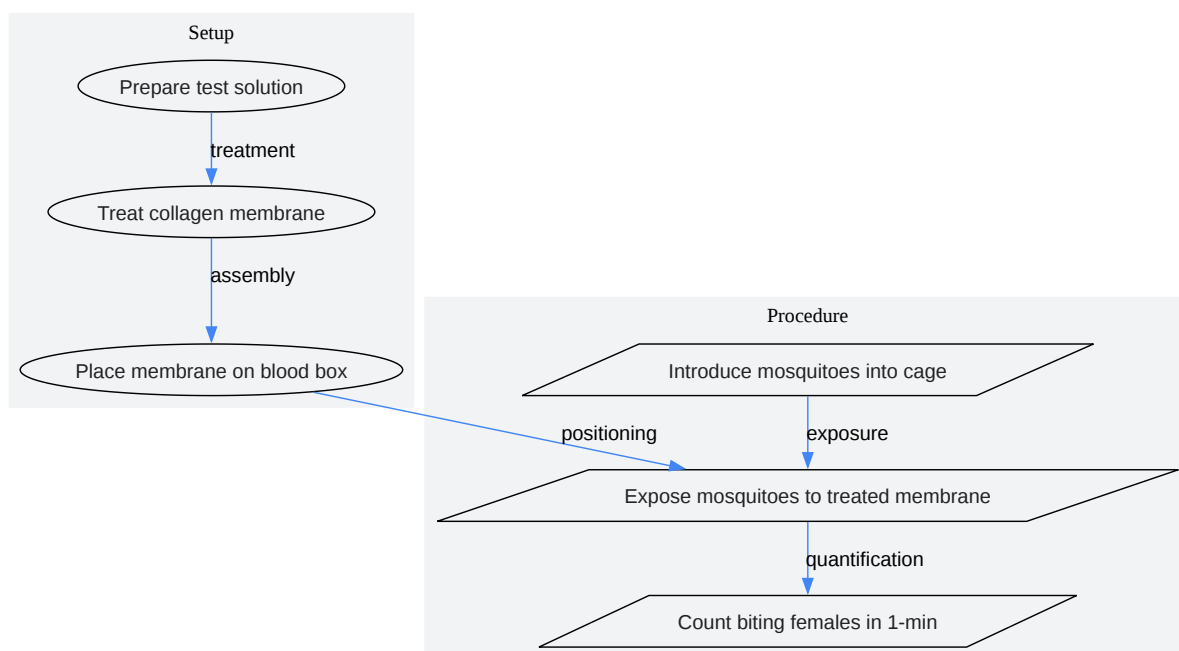 Setup
Prepare test solution
treatment
Treat collagen membrane
assembly
Place membrane on blood box
Procedure
Introduce mosquitoes into cage
positioning
exposure
Expose mosquitoes to treated membrane
quantification
Count biting females in 1-min